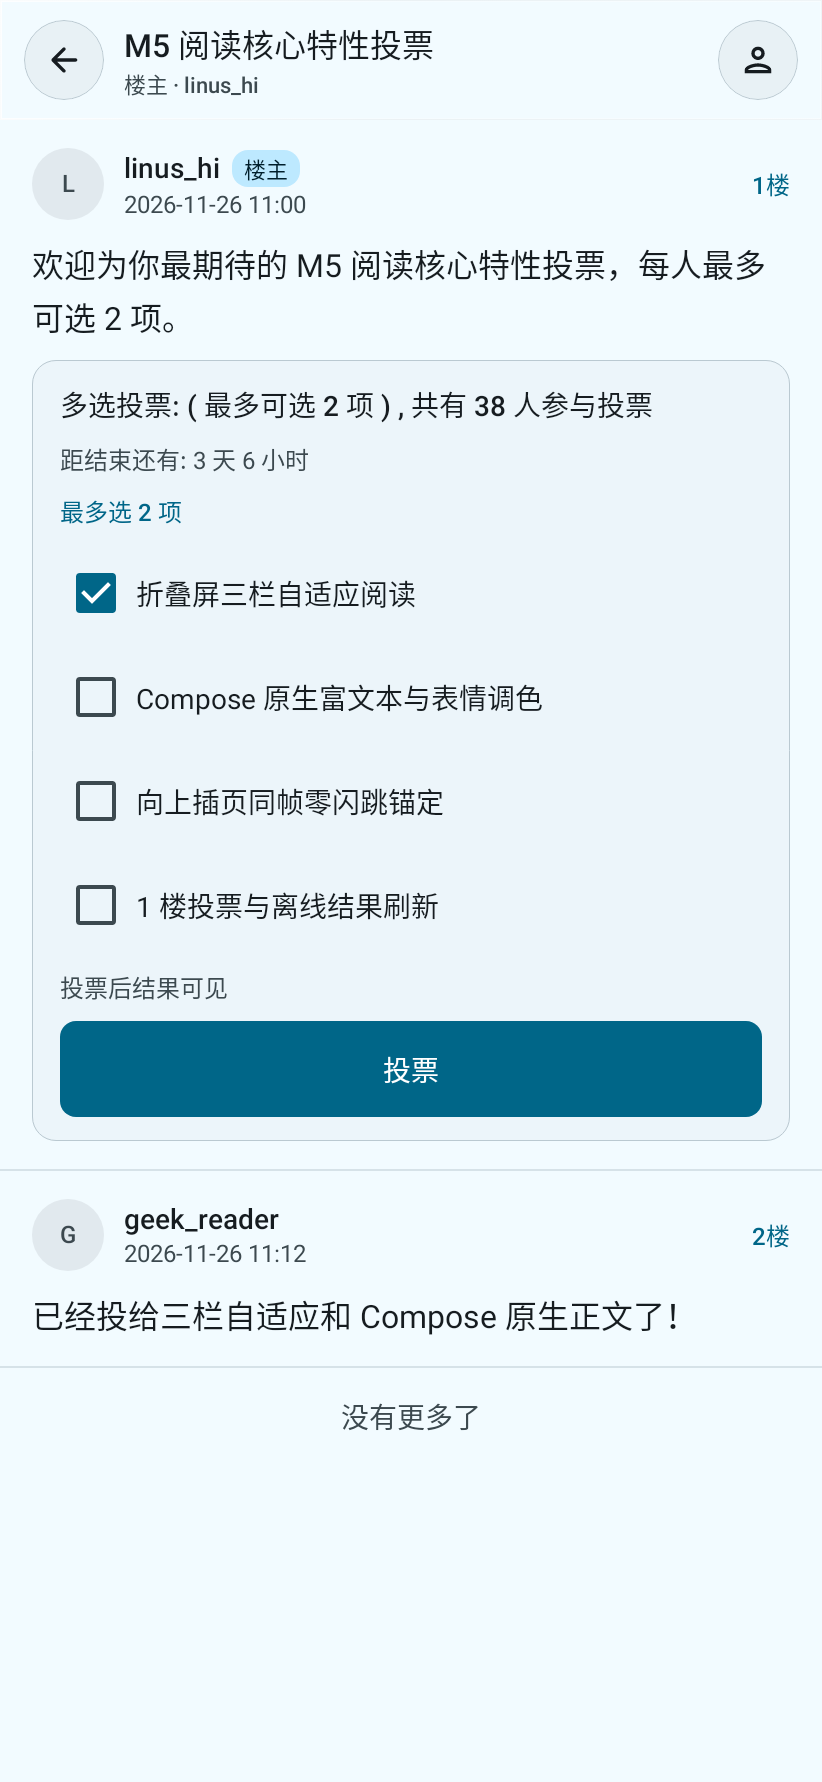 M5 阅读核心特性投票
楼主 · linus_hi
L
linus_hi 楼主
2026-11-26 11:00
1楼
欢迎为你最期待的 M5 阅读核心特性投票，每人最多
可选 2 项。
多选投票: ( 最多可选 2 项 ) , 共有 38 人参与投票
距结束还有: 3 天 6 小时
最多选 2 项
折叠屏三栏自适应阅读
Compose 原生富文本与表情调色
向上插页同帧零闪跳锚定
1 楼投票与离线结果刷新
投票后结果可见
投票
G
geek_reader
2026-11-26 11:12
2楼
已经投给三栏自适应和 Compose 原生正文了！
没有更多了